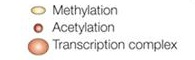 Methylation
Acetylation
Transcription complex